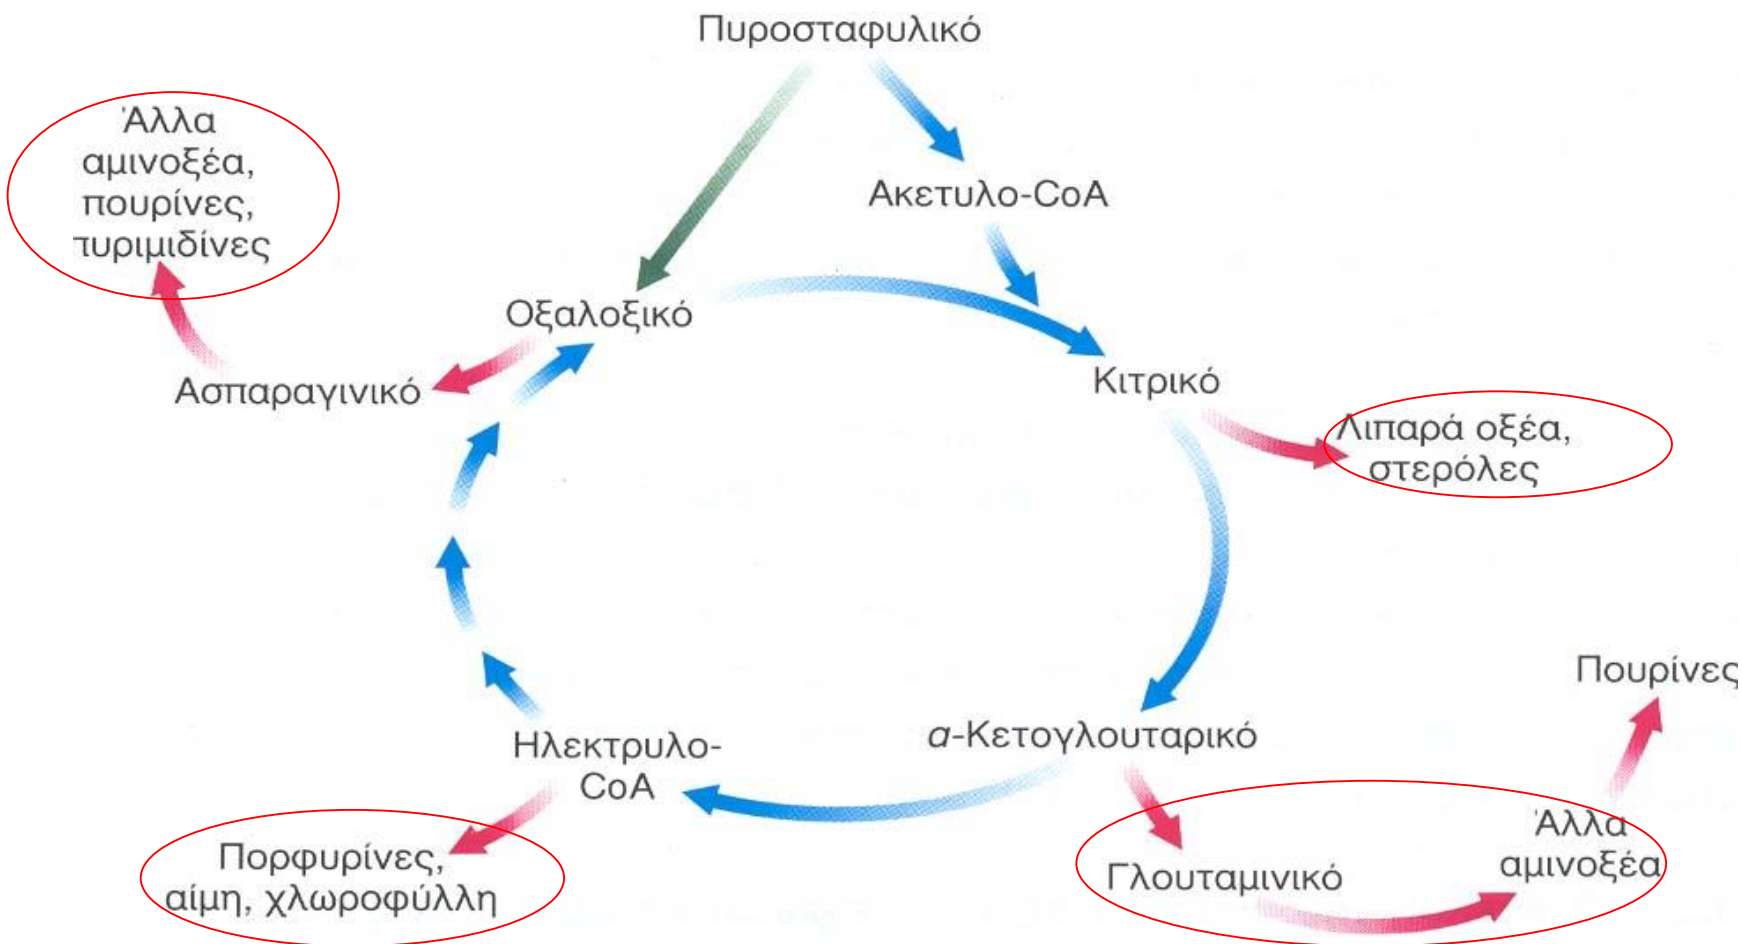 Πυροσταφυλικό
Άλλα
αμινοξέα,
πουρίνες,
πυριμιδίνες
Ακετυλο-CoA
Οξαλοξικό
Ασπαραγινικό
Κιτρικό
Λιπαρά οξέα,
στερόλες
Πουρίνες
α-Κετογλουταρικό
Ηλεκτρυλο-
CoA
Άλλα
αμινοξέα
Γλουταμινικό
Πορφυρίνες,
αίμη, χλωροφύλλη